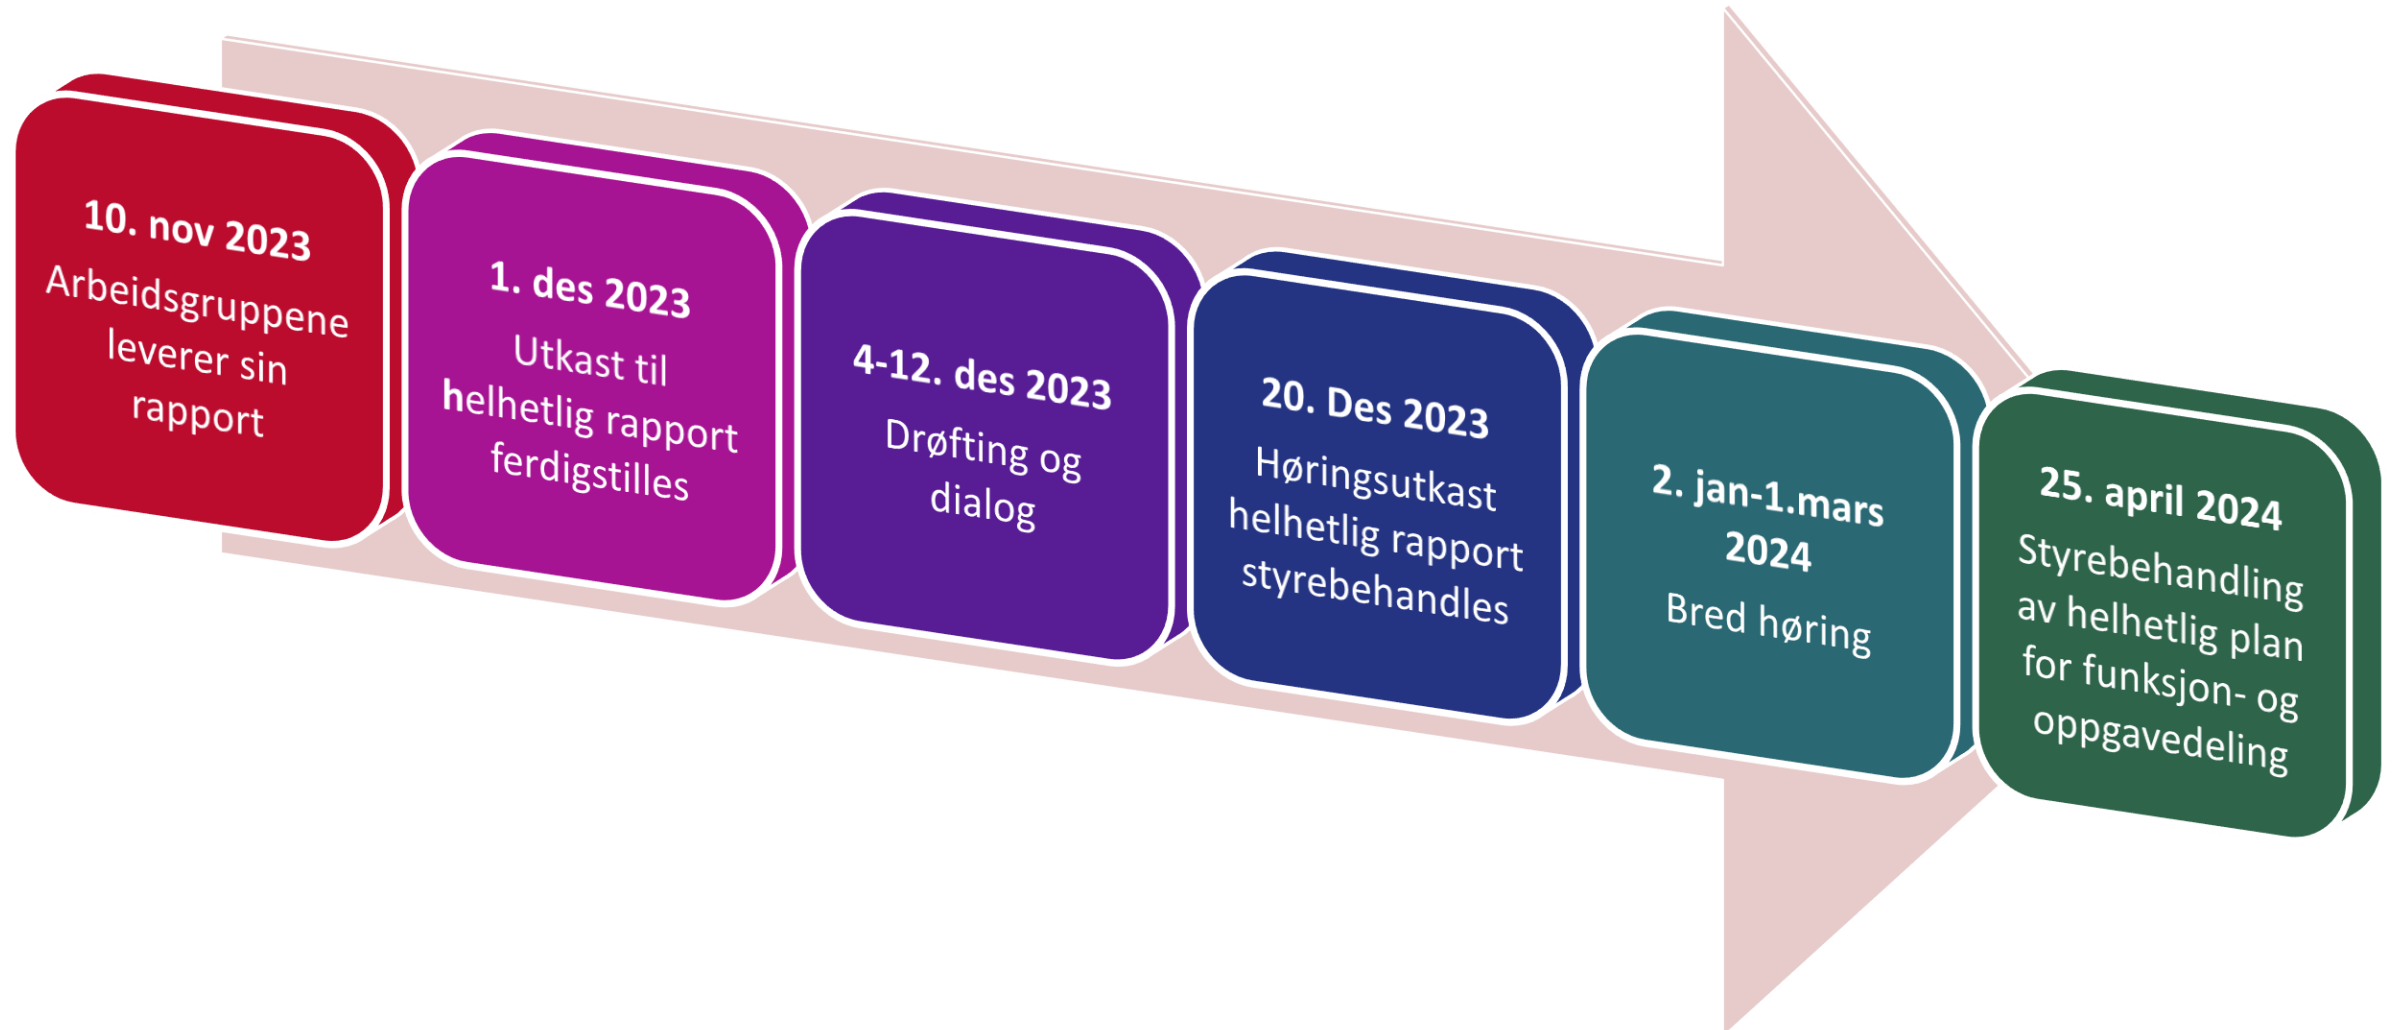 10. nov 2023
Arbeidsgruppene
leverer sin
rapport
1. des 2023
Utkast til
helhetlig rapport
ferdigstilles
4-12. des 2023
Drøfting og
dialog
20. Des 2023
Høringsutkast
helhetlig rapport
styrebehandles
2. jan-1.mars
2024
Bred høring
25. april 2024
Styrebehandling
av helhetlig plan
for funksjon- og
oppgavedeling